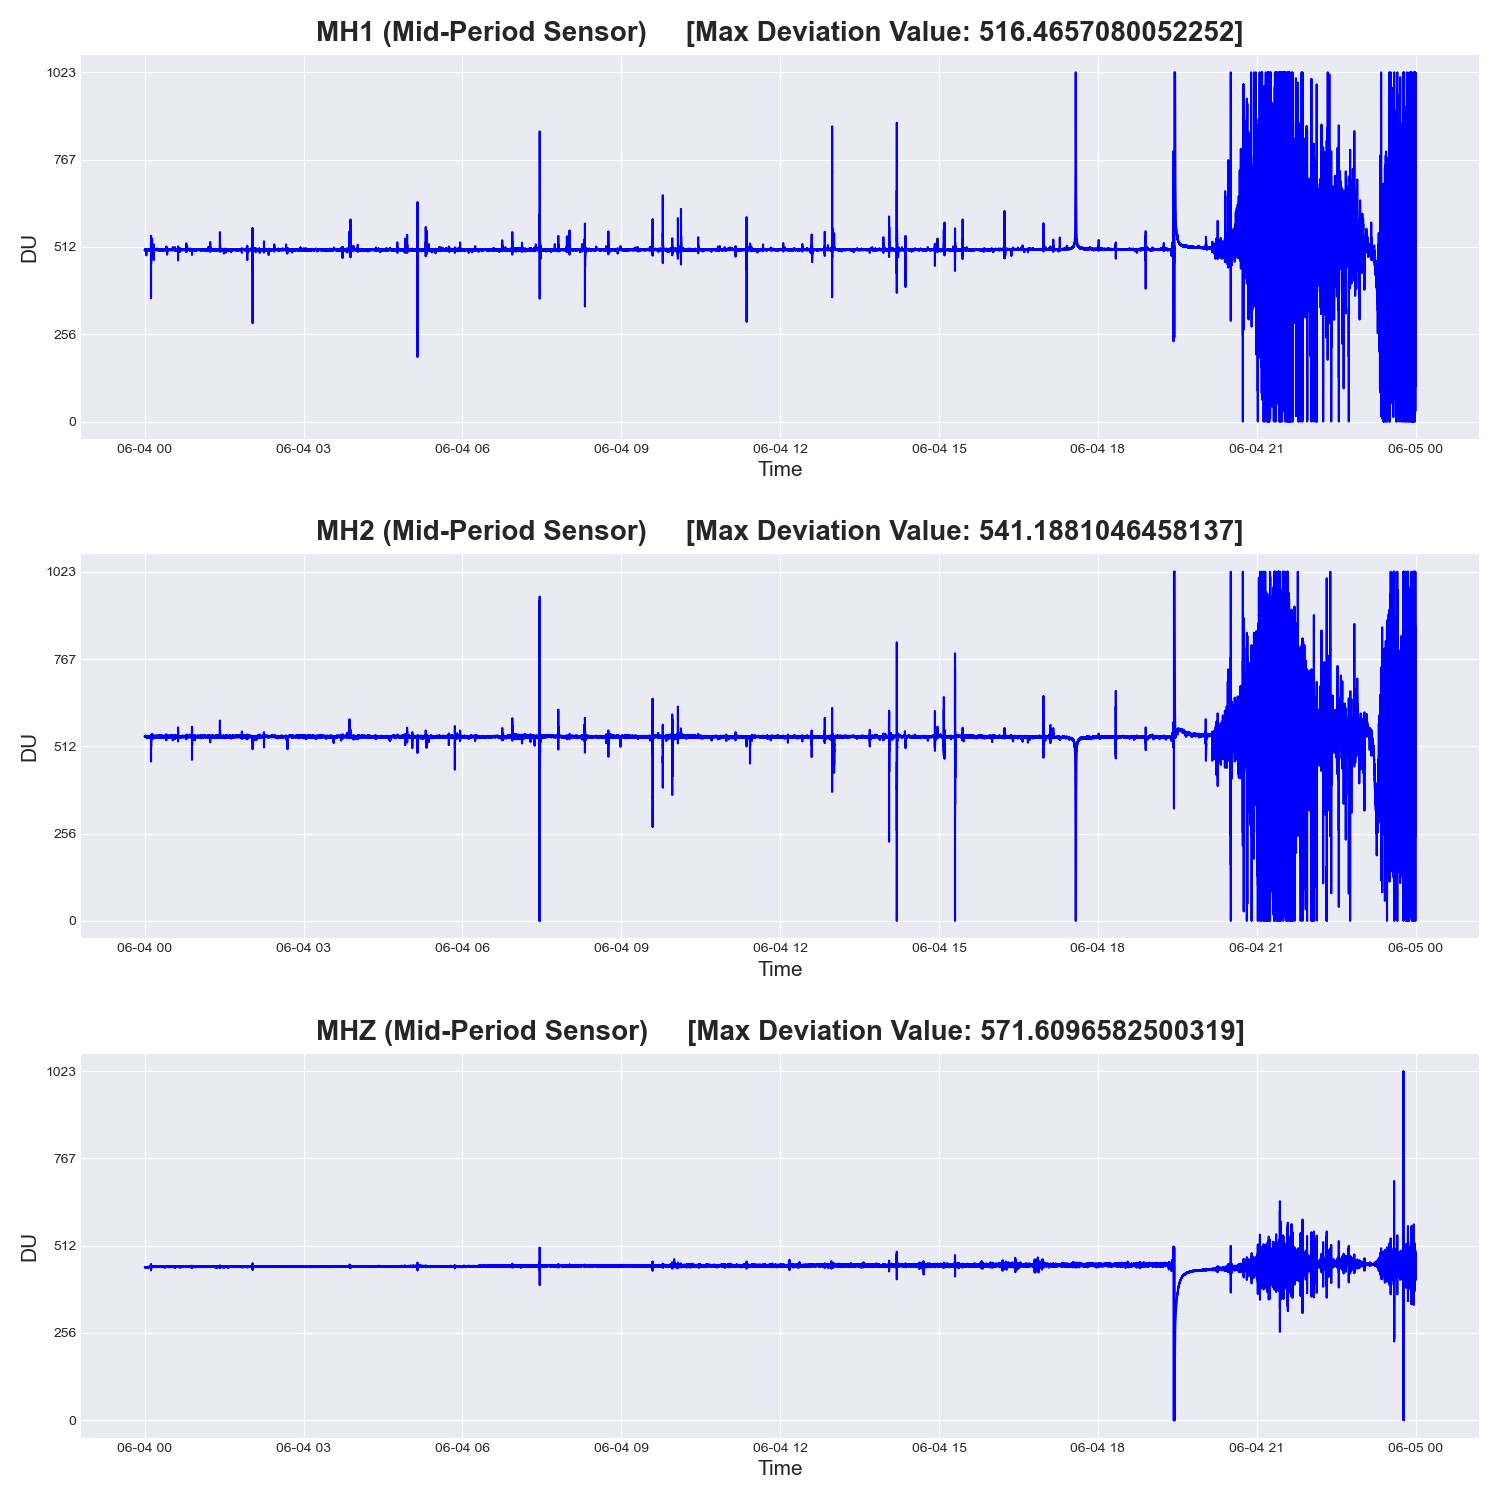 MH1 (Mid-Period Sensor) [Max Deviation Value: 516.4657080052252]
1023
767
512
256
0
DU
06-04 00 06-04 03 06-04 06 06-04 09 06-04 12 06-04 15 06-04 18 06-04 21 06-05 00
Time
MH2 (Mid-Period Sensor) [Max Deviation Value: 541.1881046458137]
1023
767
512
256
0
DU
06-04 00 06-04 03 06-04 06 06-04 09 06-04 12 06-04 15 06-04 18 06-04 21 06-05 00
Time
MHZ (Mid-Period Sensor) [Max Deviation Value: 571.6096582500319]
1023
767
512
256
0
DU
06-04 00 06-04 03 06-04 06 06-04 09 06-04 12 06-04 15 06-04 18 06-04 21 06-05 00
Time